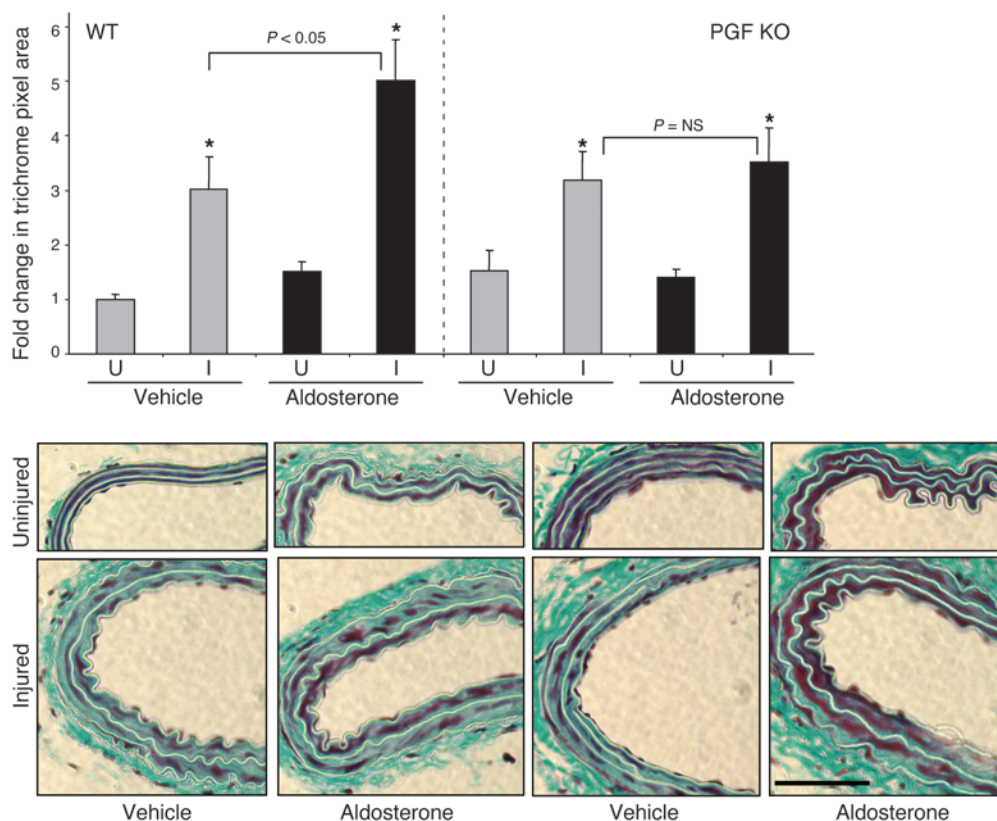 Fold change in trichrome pixel area
6
5
4
3
2
1
0
WT
PGF KO
P < 0.05
P = NS
*
*
*
*
U I U I U I U I
Vehicle Aldosterone Vehicle Aldosterone
Uninjured
Injured
Vehicle Aldosterone Vehicle Aldosterone